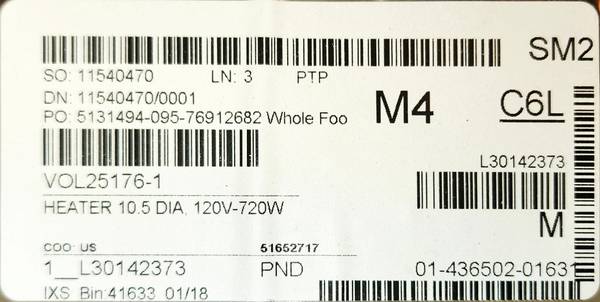 SM2
SO: 11540470 LN: 3 PTP
DN: 11540470/0001
PO: 5131494-095-76912682 Whole Foo
M4 C6L
L30142373
VOL25176-1
HEATER 10.5 DIA, 120V-720W
M
COO: US 51652717
1__L30142373 PND 01-436502-01631
IXS Bin:41633 01/18